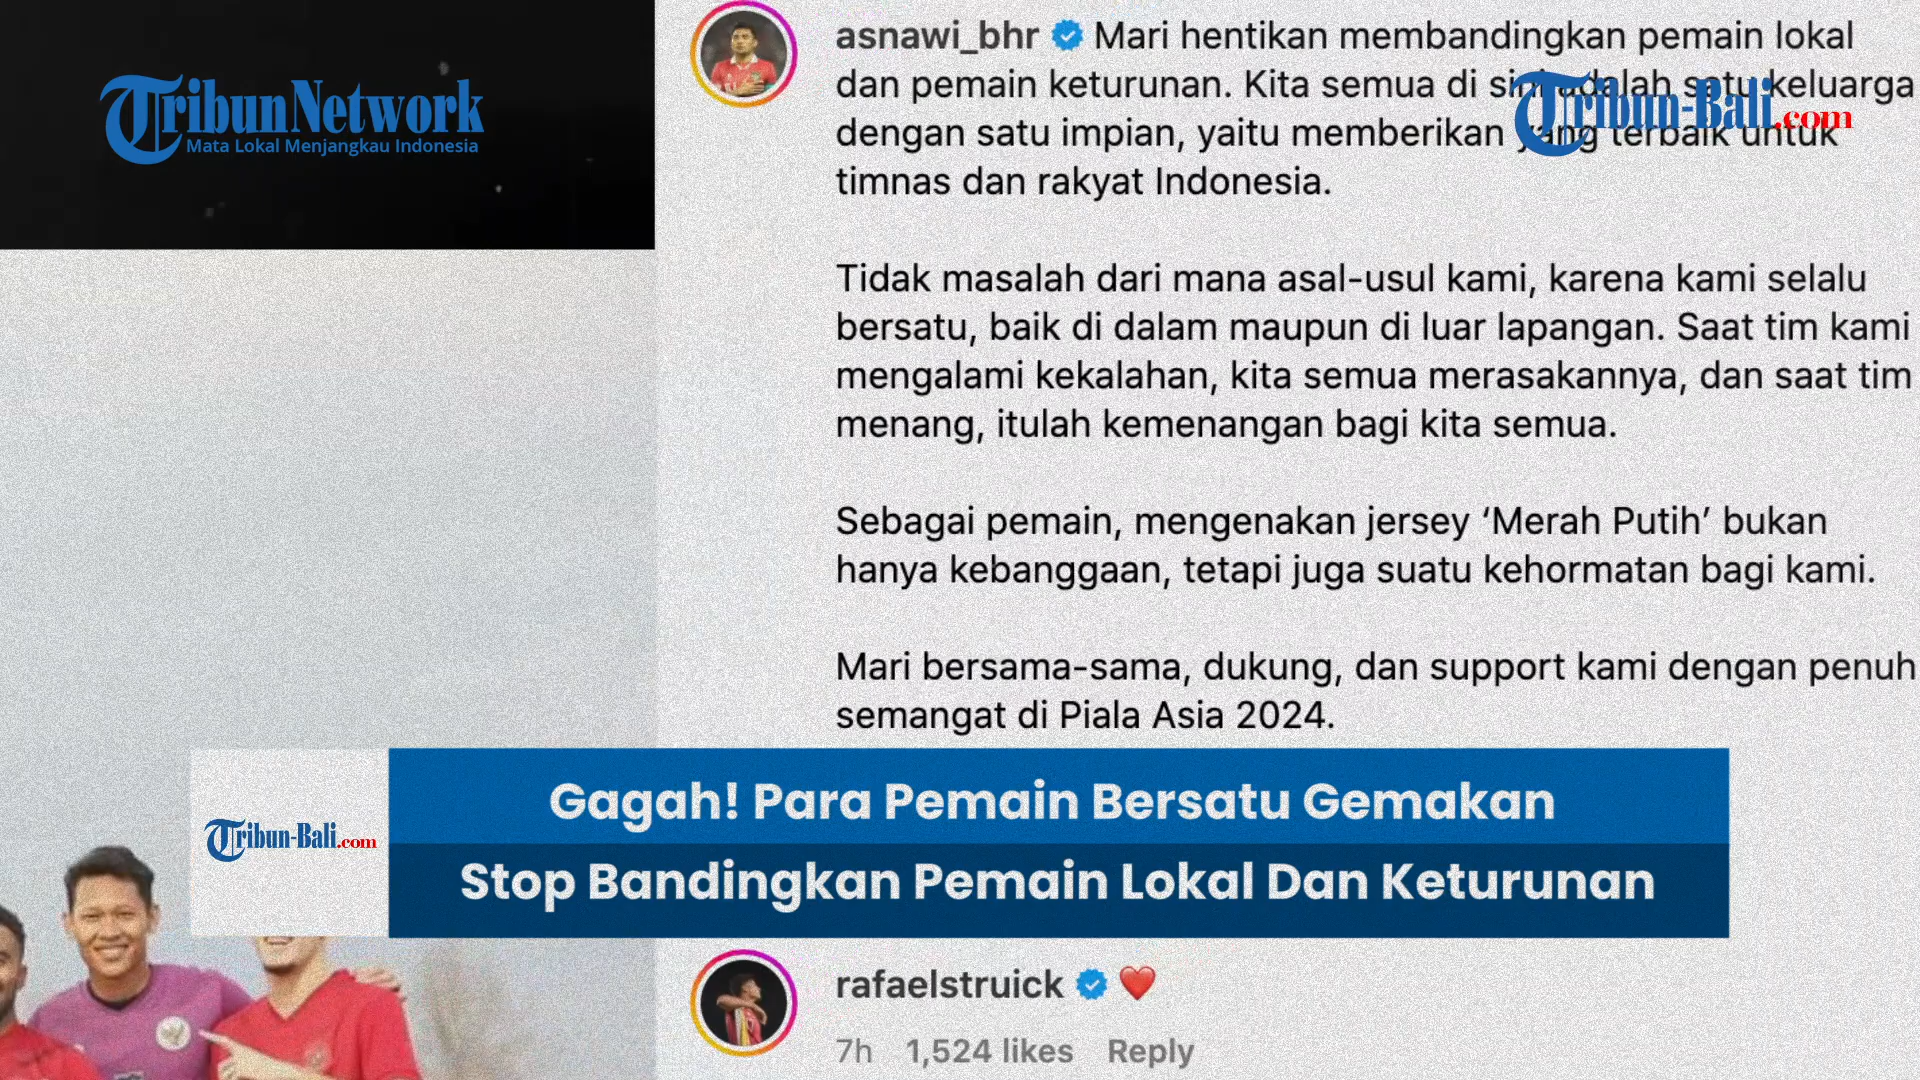 TribunNetwork
Mata Lokal Menjangkau Indonesia
Tribun-Bali.com
asnawi_bhr Mari hentikan membandingkan pemain lokal
dan pemain keturunan. Kita semua di sini adalah satu keluarga
dengan satu impian, yaitu memberikan yang terbaik untuk
timnas dan rakyat Indonesia.
Tidak masalah dari mana asal-usul kami, karena kami selalu
bersatu, baik di dalam maupun di luar lapangan. Saat tim kami
mengalami kekalahan, kita semua merasakannya, dan saat tim
menang, itulah kemenangan bagi kita semua.
Sebagai pemain, mengenakan jersey ‘Merah Putih’ bukan
hanya kebanggaan, tetapi juga suatu kehormatan bagi kami.
Mari bersama-sama, dukung, dan support kami dengan penuh
semangat di Piala Asia 2024.
Tribun-Bali.com
Gagah! Para Pemain Bersatu Gemakan
Stop Bandingkan Pemain Lokal Dan Keturunan
rafaelstruick ❤️
7h 1,524 likes Reply